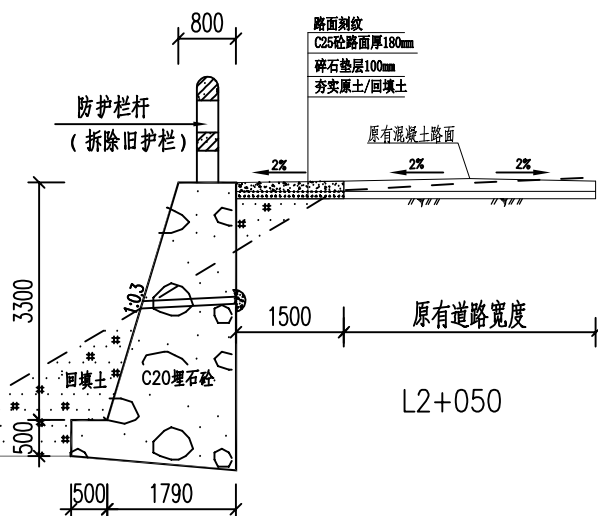 800
路面刻纹
C25砼路面厚180mm
碎石垫层100mm
夯实原土/回填土
防护栏杆
(拆除旧护栏)
原有混凝土路面
2%
2%
2%
3300
1:0.3
1500
原有道路宽度
回填土
C20埋石砼
L2+050
500
500
1790